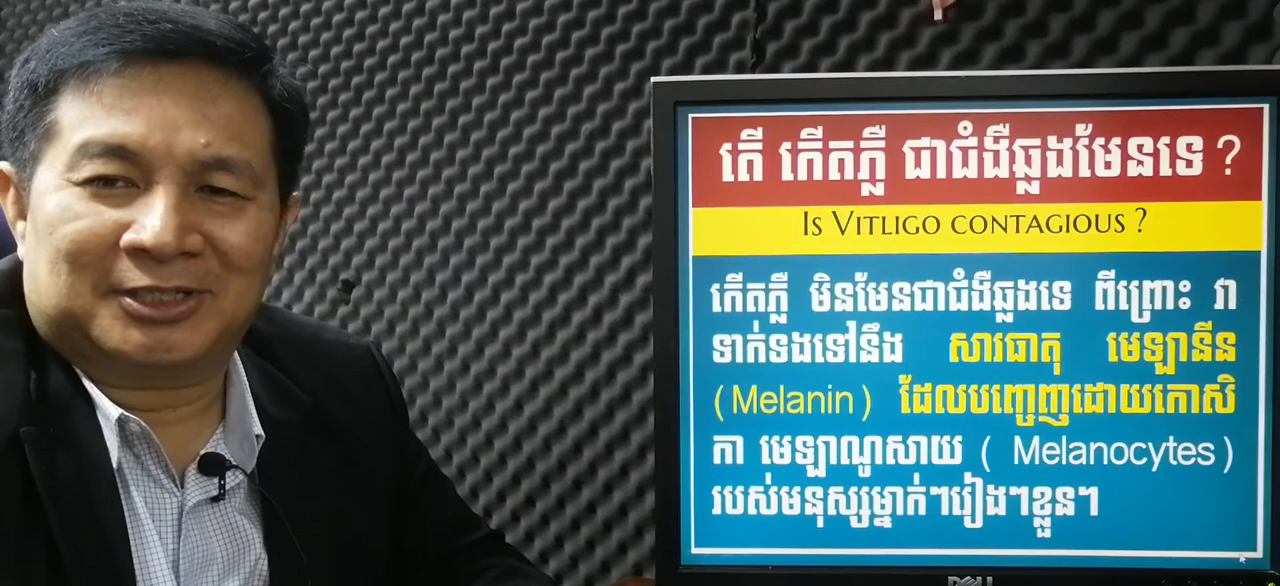 តើ កើតភ្លឺ ជាជំងឺឆ្លងមែនទេ ?
Is Vitligo contagious ?
កើតភ្លឺ មិនមែនជាជំងឺឆ្លងទេ ពីព្រោះ វា
ទាក់ទងទៅនឹង សារធាតុ មេឡានីន
( Melanin ) ដែលបញ្ចេញដោយកោសិ
កា មេឡាណូសាយ ( Melanocytes )
របស់មនុស្សម្នាក់ៗរៀងៗខ្លួន។